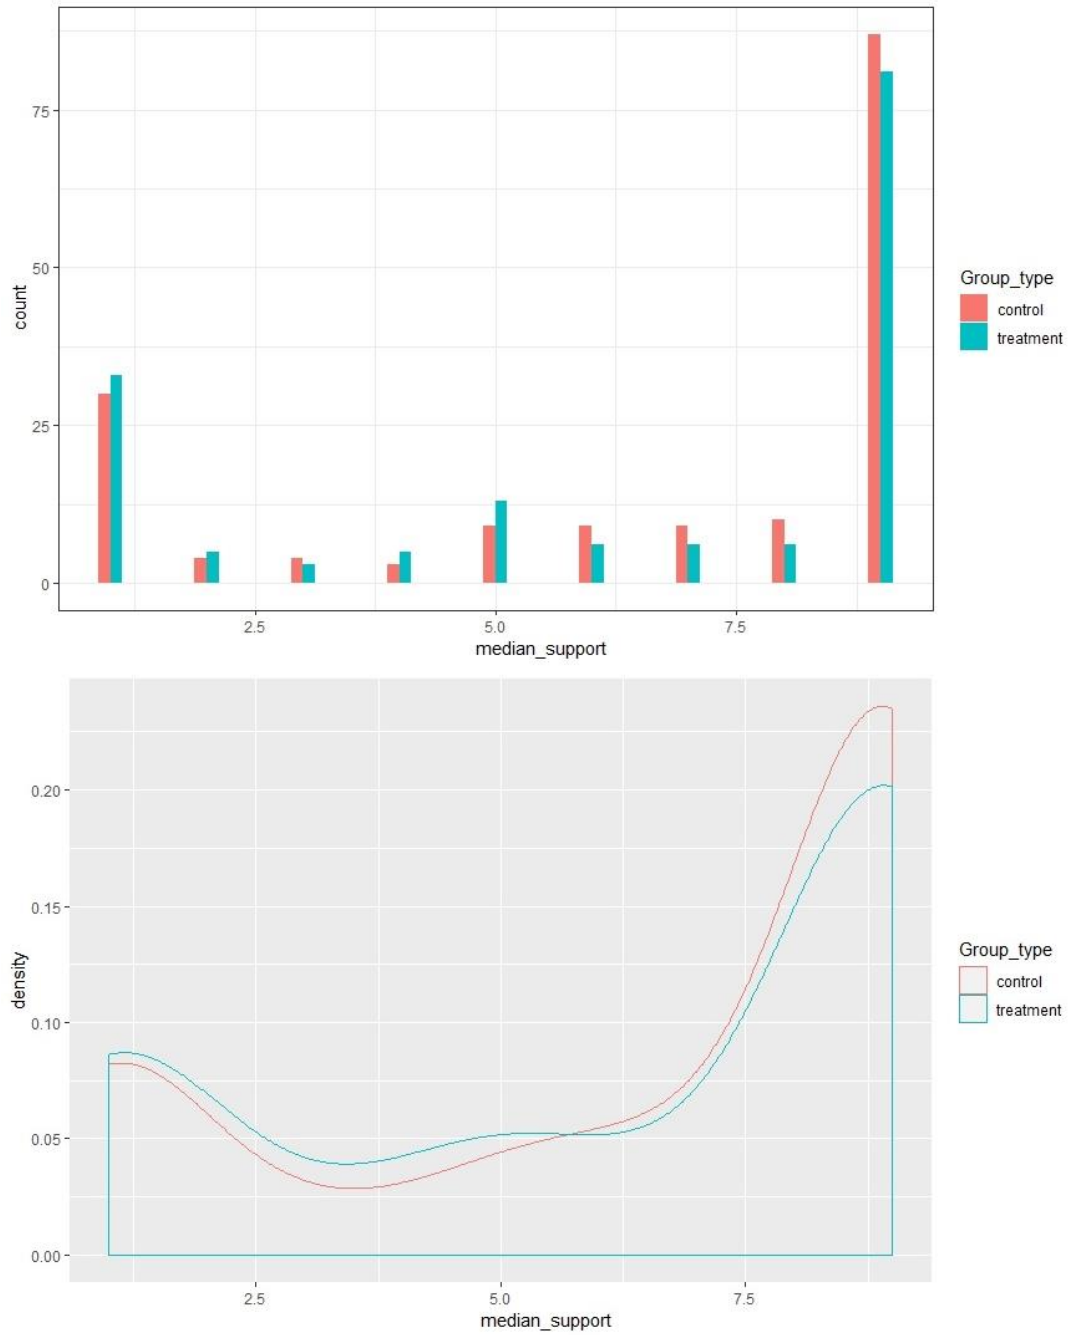 75
50
25
0
count
2.5 5.0 7.5
median_support
Group_type
control
treatment
0.20
0.15
0.10
0.05
0.00
density
2.5 5.0 7.5
median_support
Group_type
control
treatment